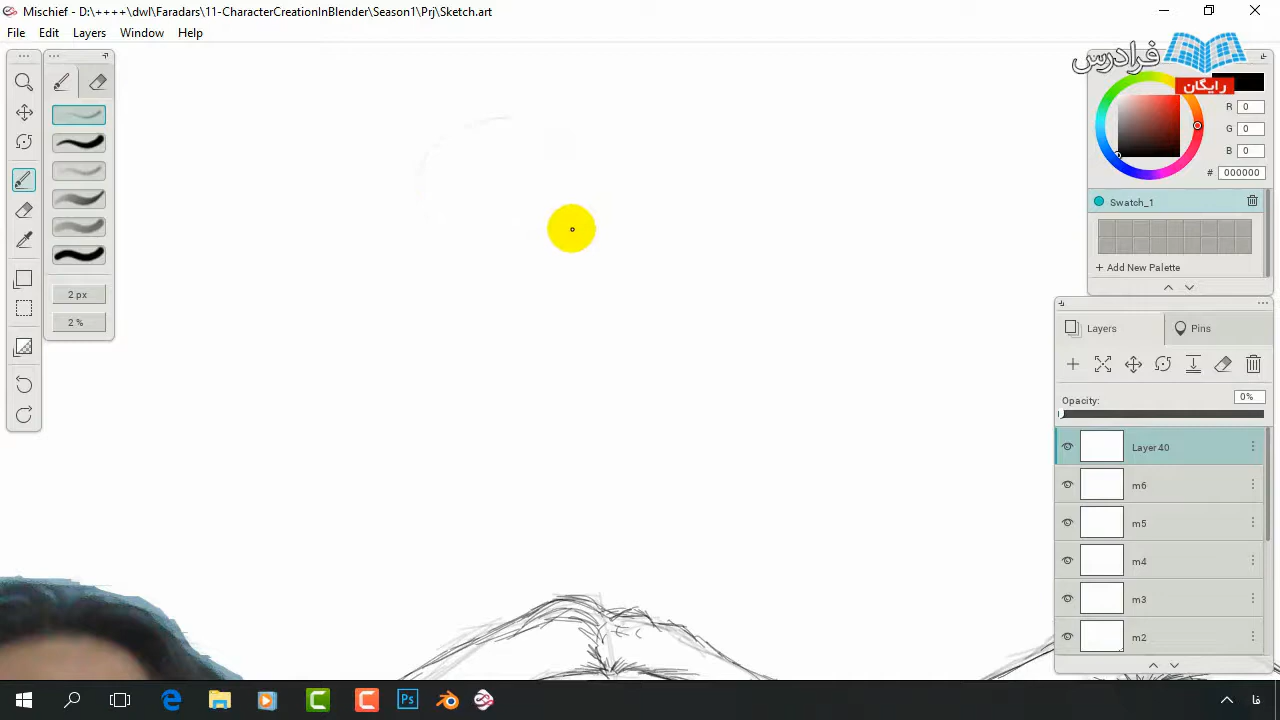 Mischief - D:\++++\dwl\Faradars\11-CharacterCreationInBlender\Season1\Prj\Sketch.art
File Edit Layers Window Help
فرادرس
رایگان
R 0
G 0
B 0
# 000000
Swatch_1
+ Add New Palette
2 px
2 %
Layers Pins
Opacity: 0%
Layer 40
m6
m5
m4
m3
m2
Ps
فا